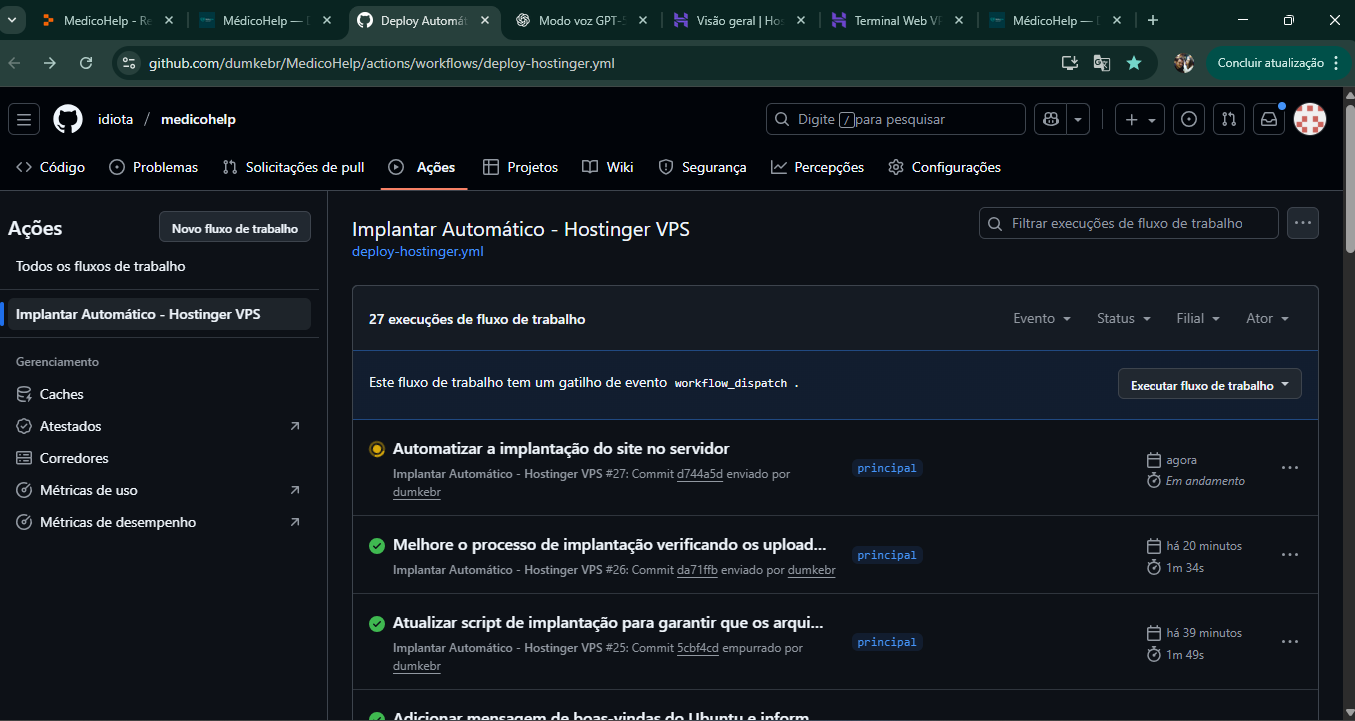 MedicoHelp - Re
MédicoHelp — D
Deploy Automát
Modo voz GPT-5
Visão geral | Hos
Terminal Web VP
MédicoHelp — D
github.com/dumkebr/MedicoHelp/actions/workflows/deploy-hostinger.yml
Concluir atualização
idiota / medicohelp
Digite / para pesquisar
Código
Problemas
Solicitações de pull
Ações
Projetos
Wiki
Segurança
Percepções
Configurações
Ações
Novo fluxo de trabalho
Todos os fluxos de trabalho
Implantar Automático - Hostinger VPS
Gerenciamento
Caches
Atestados
Corredores
Métricas de uso
Métricas de desempenho
Implantar Automático - Hostinger VPS
deploy-hostinger.yml
Filtrar execuções de fluxo de trabalho
27 execuções de fluxo de trabalho
Evento
Status
Filial
Ator
Este fluxo de trabalho tem um gatilho de evento workflow_dispatch .
Executar fluxo de trabalho
Automatizar a implantação do site no servidor
Implantar Automático - Hostinger VPS #27: Commit d744a5d enviado por
dumkebr
principal
agora
Em andamento
Melhore o processo de implantação verificando os upload...
Implantar Automático - Hostinger VPS #26: Commit da71ffb enviado por dumkebr
principal
há 20 minutos
1m 34s
Atualizar script de implantação para garantir que os arqui...
Implantar Automático - Hostinger VPS #25: Commit 5cbf4cd empurrado por
dumkebr
principal
há 39 minutos
1m 49s
Adicionar mensagem de boas-vindas do Ubuntu e inform